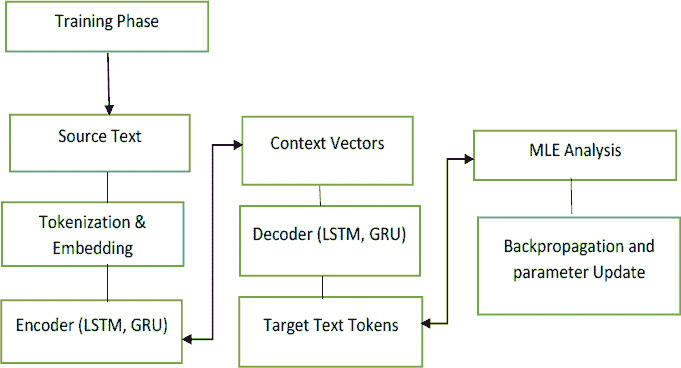 Training Phase
Source Text
Tokenization &
Embedding
Encoder (LSTM, GRU)
Context Vectors
Decoder (LSTM, GRU)
Target Text Tokens
MLE Analysis
Backpropagation and
parameter Update